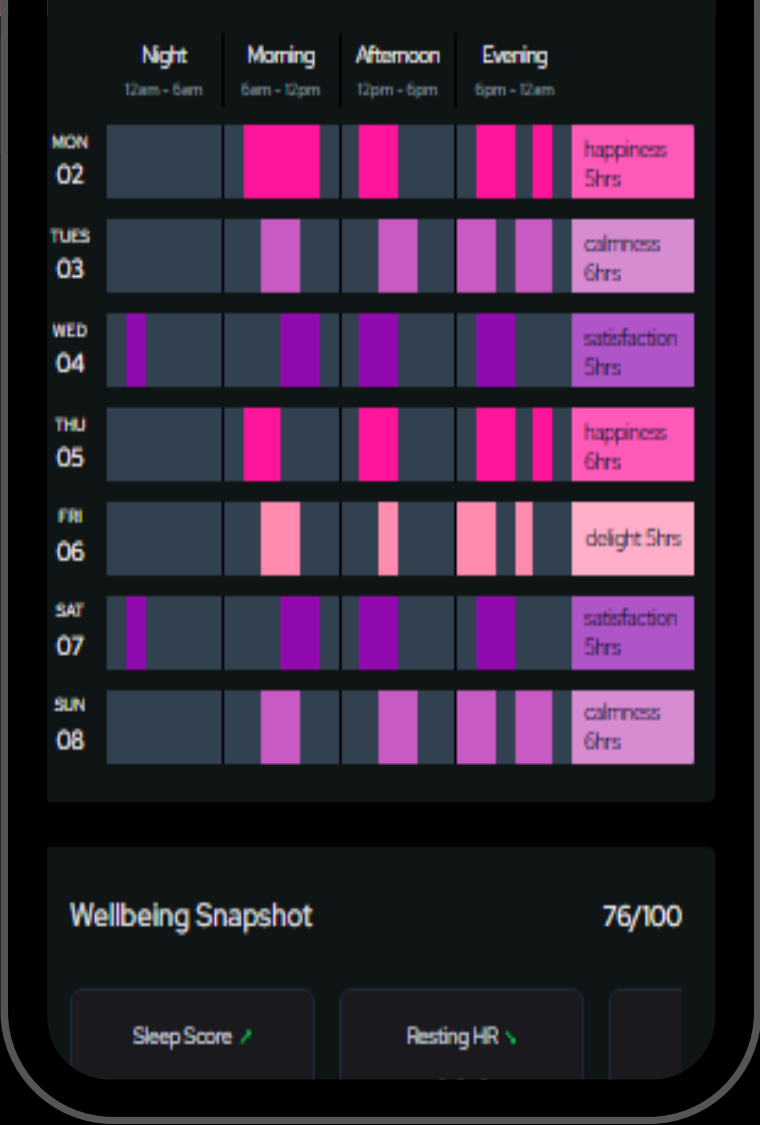 Night Morning Afternoon Evening
12am - 6am 6am - 12pm 12pm - 6pm 6pm - 12am
MON
02
happiness
5hrs
TUES
03
calmness
6hrs
WED
04
satisfaction
5hrs
THU
05
happiness
6hrs
FRI
06
delight 5hrs
SAT
07
satisfaction
5hrs
SUN
08
calmness
6hrs
Wellbeing Snapshot 76/100
Sleep Score ↗ Resting HR ↘